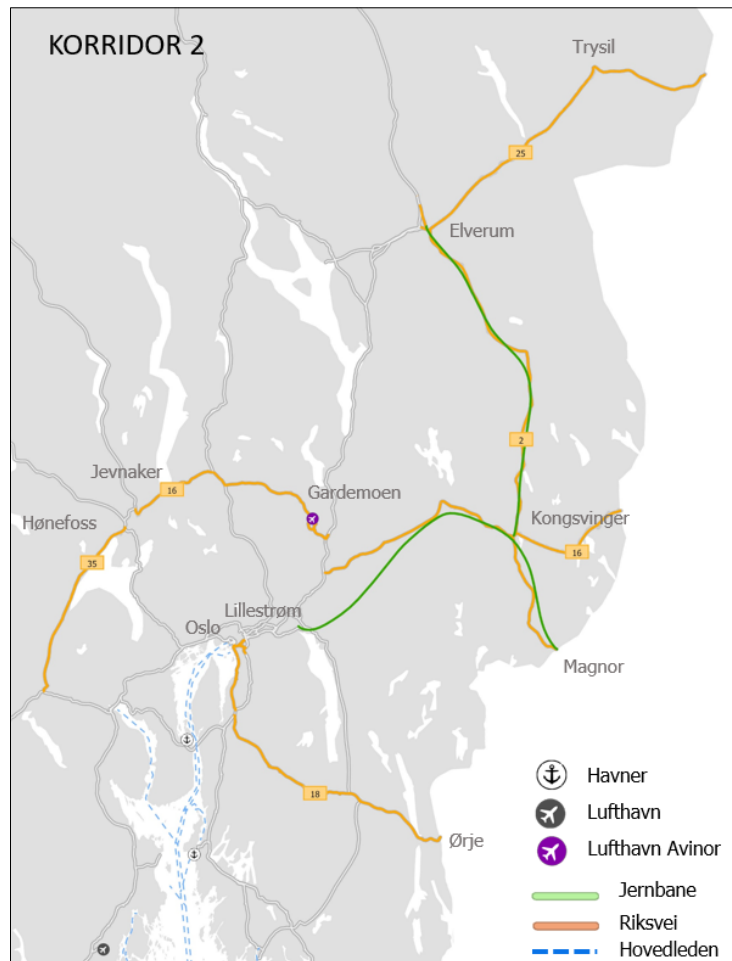 KORRIDOR 2
Trysil
25
Elverum
2
Jevnaker
16
Gardemoen
Hønefoss
Kongsvinger
35
16
Lillestrøm
Oslo
Magnor
18
Ørje
Havner
Lufthavn
Lufthavn Avinor
Jernbane
Riksvei
Hovedleden